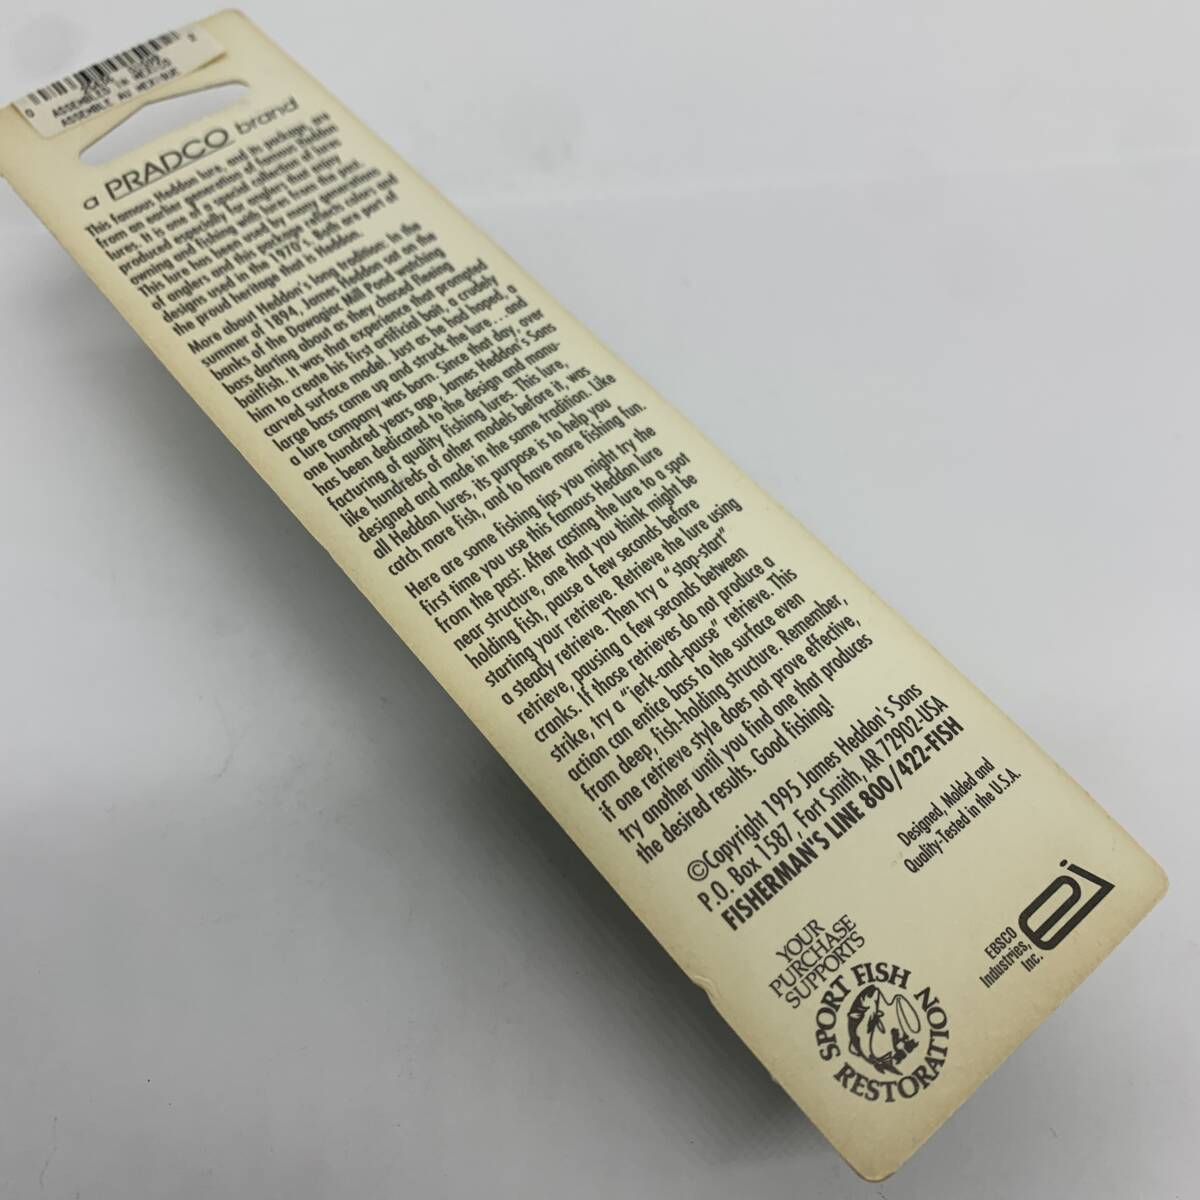 0 2
ASSEMBLED IN MEXICO
ASSEMBLE AU MEXIQUE
a PRADCO brand
This famous Heddon lure, and its package, are
from an earlier generation of famous Heddon
lures. It is one of a special collection of lures
produced especially for anglers that enjoy
owning and fishing with lures from the past.
This lure has been used by many generations
of anglers and this package reflects colors and
designs used in the 1970's. Both are part of
the proud heritage that is Heddon.
More about Heddon's long tradition: In the
summer of 1894, James Heddon sat on the
banks of the Dowagiac Mill Pond watching
bass darting about as they chased fleeing
baitfish. It was that experience that prompted
him to create his first artificial bait, a crudely
carved surface model. Just as he had hoped, a
large bass came up and struck the lure...and
a lure company was born. Since that day, over
one hundred years ago, James Heddon's Sons
has been dedicated to the design and manu-
facturing of quality fishing lures. This lure,
like hundreds of other models before it, was
designed and made in the same tradition. Like
all Heddon lures, its purpose is to help you
catch more fish, and to have more fishing fun.
Here are some fishing tips you might try the
first time you use this famous Heddon lure
from the past: After casting the lure to a spot
near structure, one that you think might be
holding fish, pause a few seconds before
starting your retrieve. Retrieve the lure using
a steady retrieve. Then try a "stop-start"
retrieve, pausing a few seconds between
cranks. If those retrieves do not produce a
strike, try a "jerk-and-pause" retrieve. This
action can entice bass to the surface even
from deep, fish-holding structure. Remember,
if one retrieve style does not prove effective,
try another until you find one that produces
the desired results. Good fishing!
©Copyright 1995 James Heddon's Sons
P.O. Box 1587, Fort Smith, AR 72902-USA
FISHERMAN'S LINE 800/422-FISH
Designed, Molded and
Quality-Tested in the U.S.A.
YOUR
PURCHASE
SUPPORTS
SPORT FISH
RESTORATION
EBSCO
Industries,
Inc.
ei